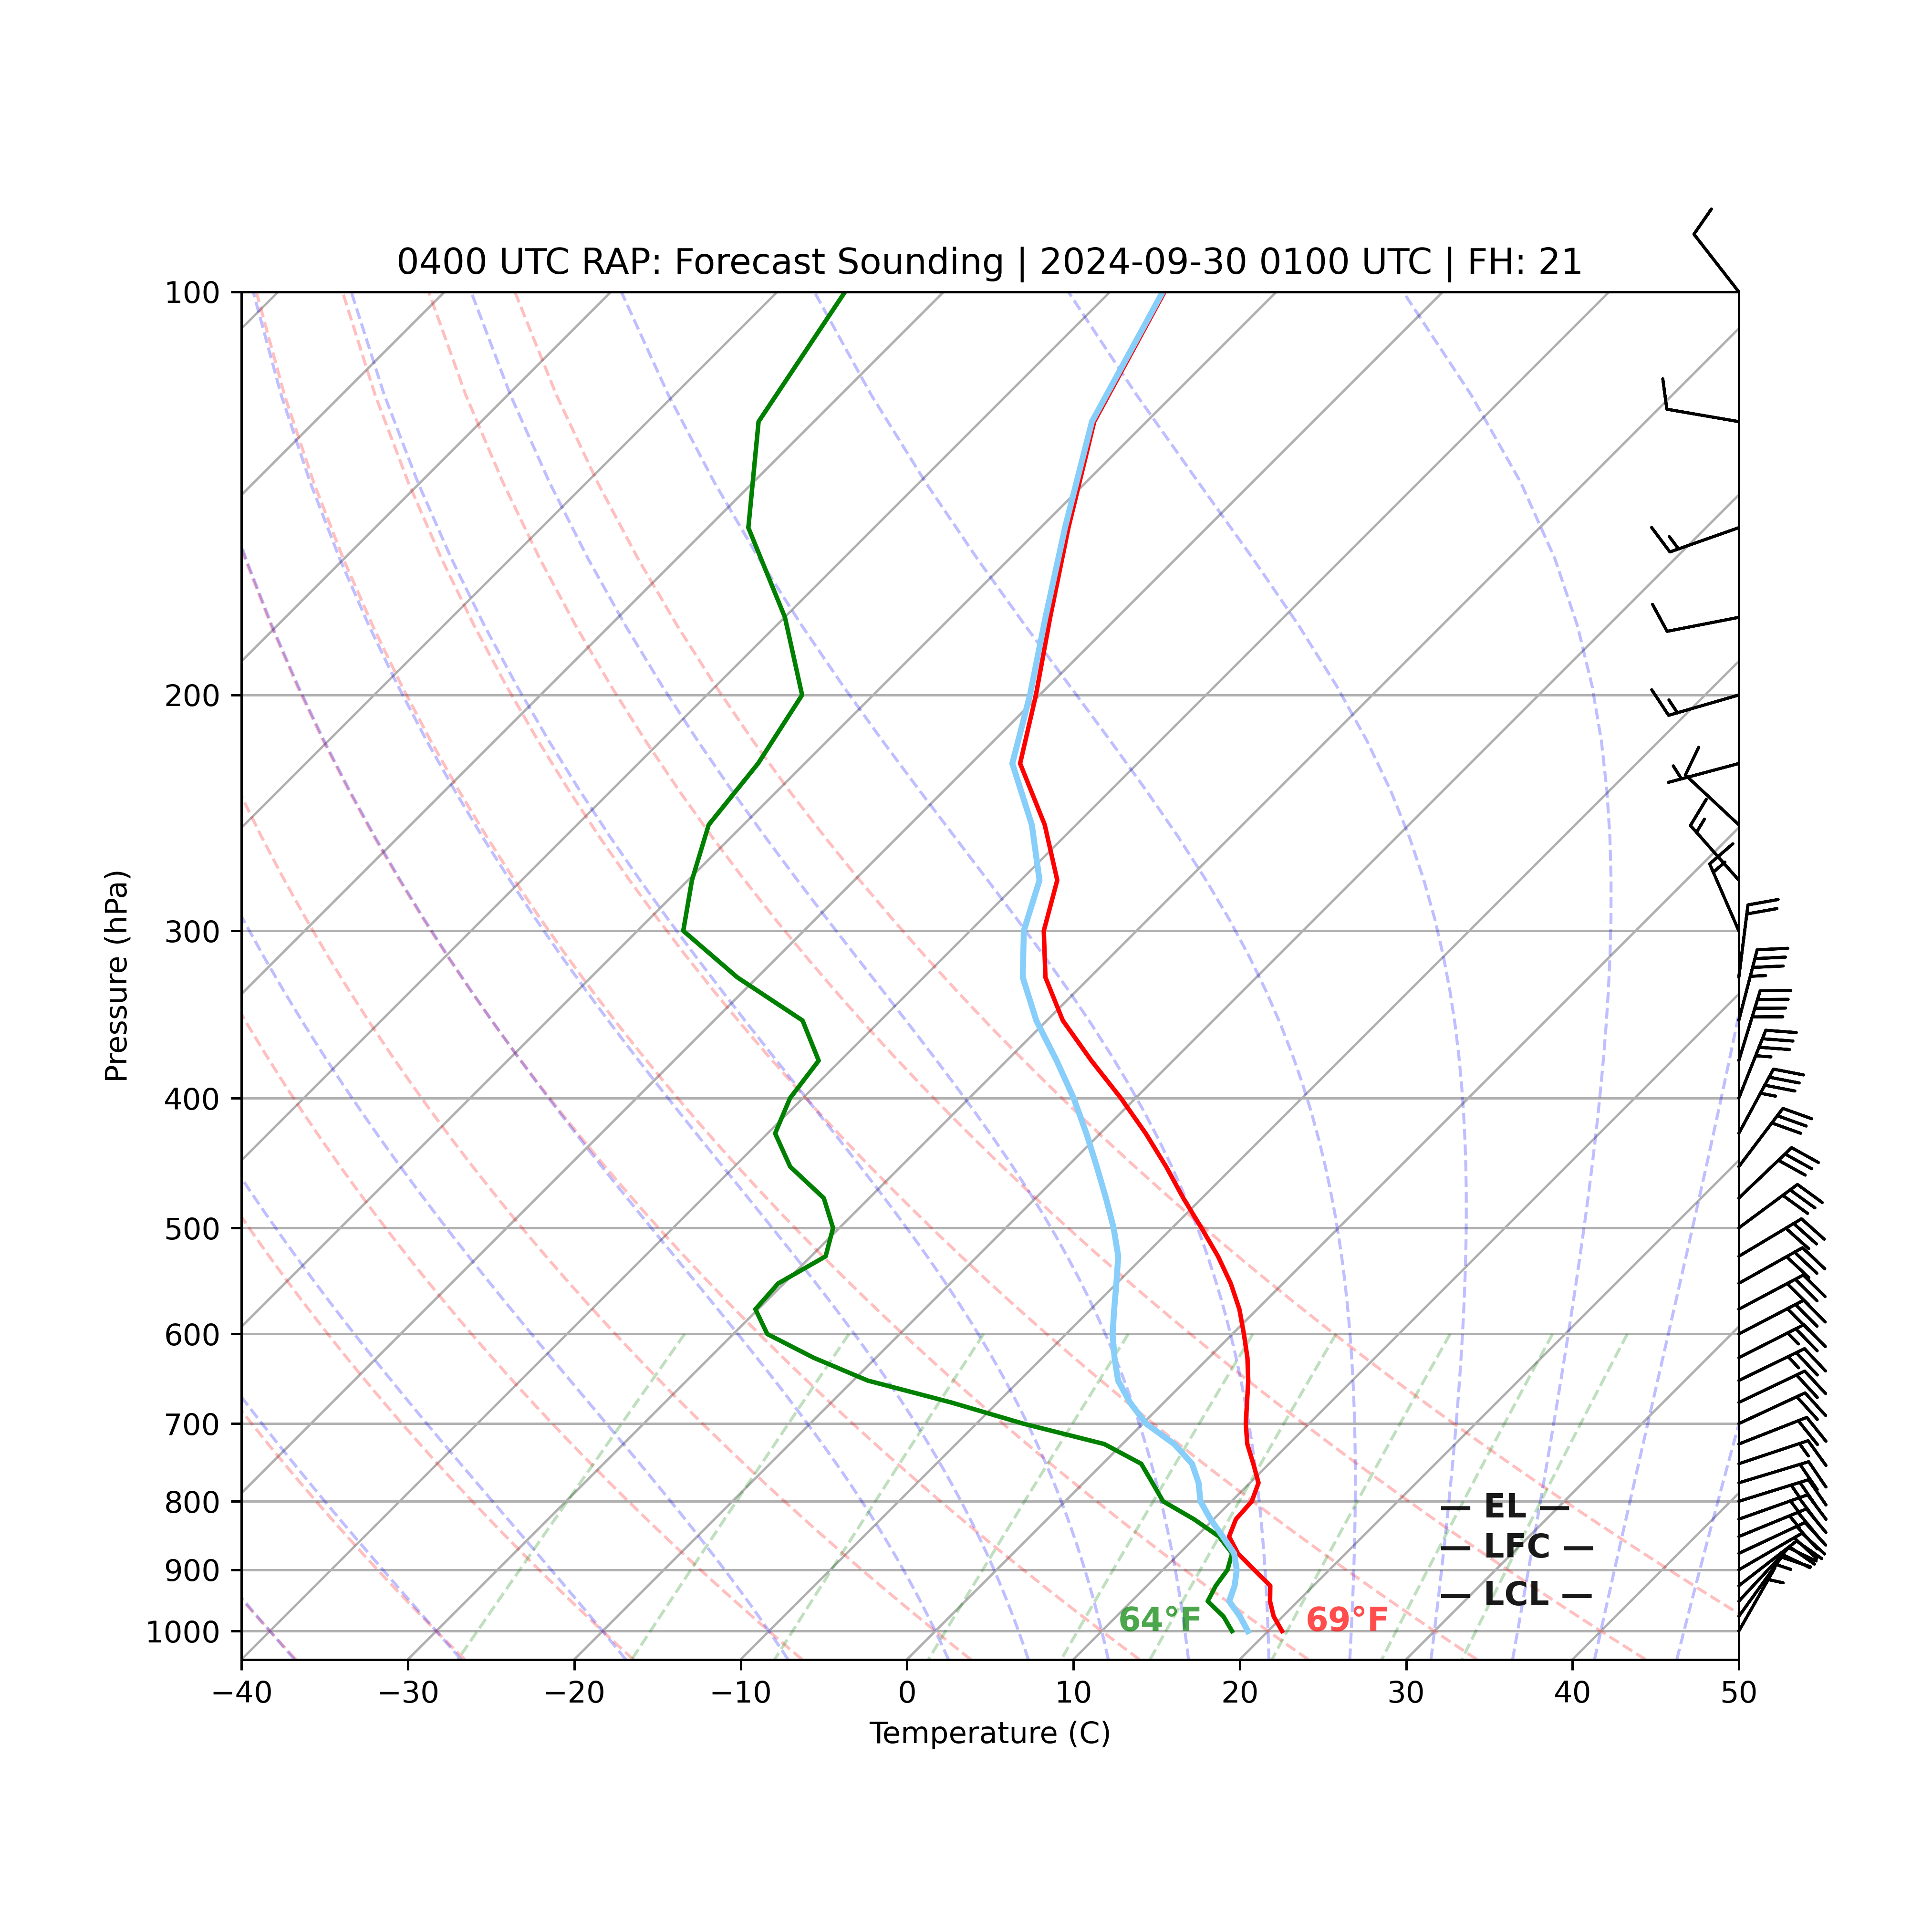 0400 UTC RAP: Forecast Sounding | 2024-09-30 0100 UTC | FH: 21
100
200
300
400
500
600
700
800
900
1000
Pressure (hPa)
— EL —
— LFC —
— LCL —
64°F
69°F
−40 −30 −20 −10 0 10 20 30 40 50
Temperature (C)